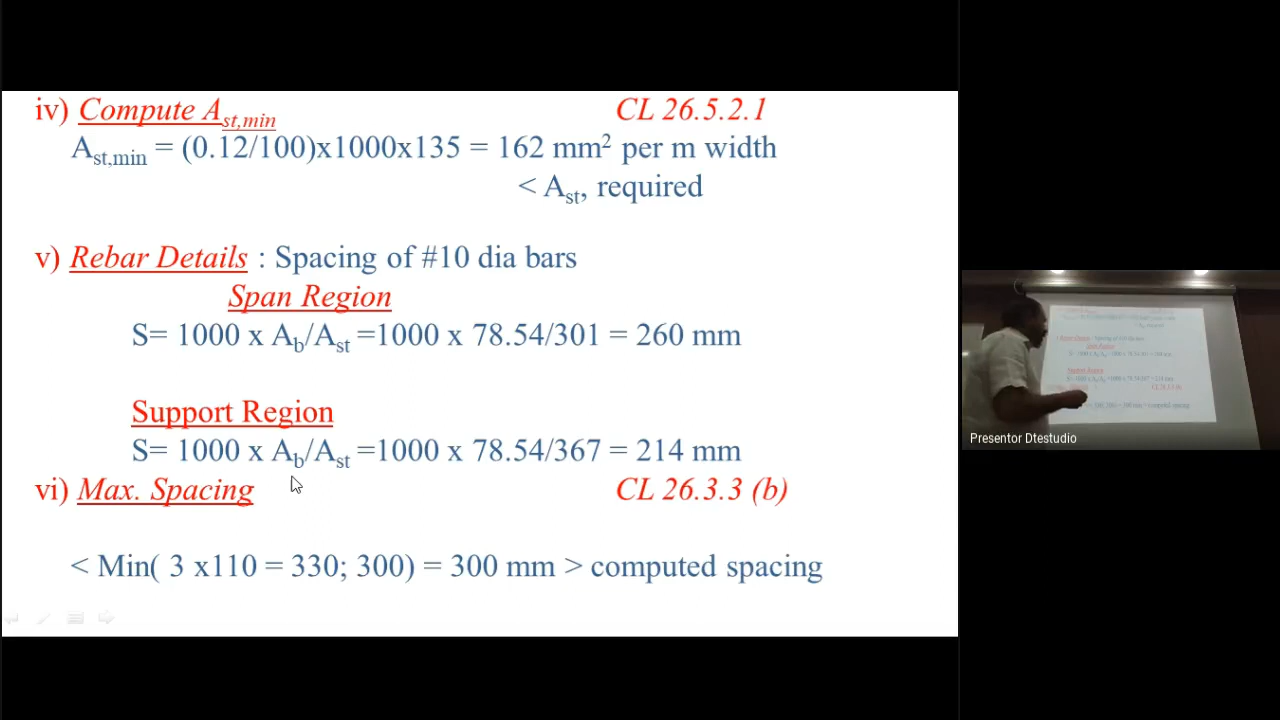 iv) Compute Ast,min CL 26.5.2.1
Ast,min = (0.12/100)x1000x135 = 162 mm² per m width
< Ast, required
v) Rebar Details : Spacing of #10 dia bars
Span Region
S= 1000 x Ab/Ast =1000 x 78.54/301 = 260 mm
Support Region
S= 1000 x Ab/Ast =1000 x 78.54/367 = 214 mm
vi) Max. Spacing CL 26.3.3 (b)
< Min( 3 x110 = 330; 300) = 300 mm > computed spacing
Presentor Dtestudio